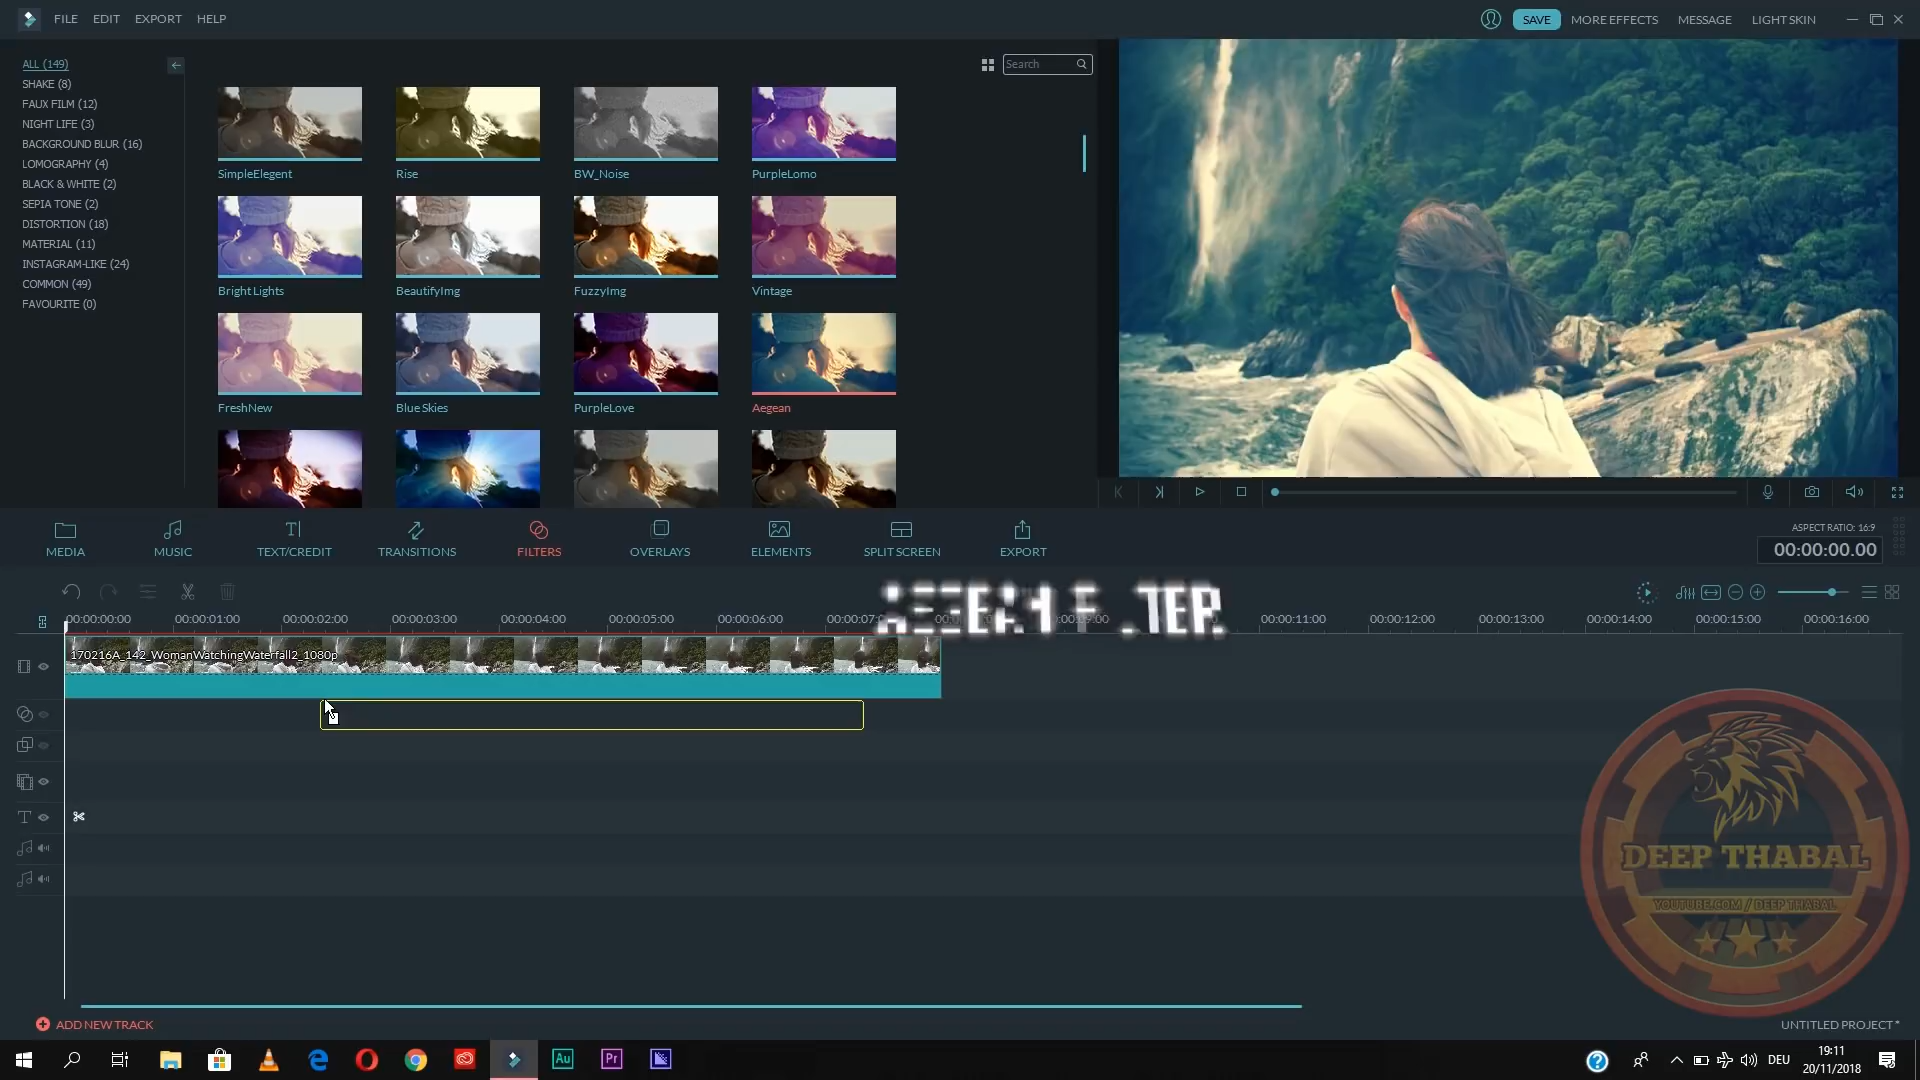 FILE EDIT EXPORT HELP
SAVE MORE EFFECTS MESSAGE LIGHT SKIN
ALL (149)
SHAKE (8)
FAUX FILM (12)
NIGHT LIFE (3)
BACKGROUND BLUR (16)
LOMOGRAPHY (4)
BLACK & WHITE (2)
SEPIA TONE (2)
DISTORTION (18)
MATERIAL (11)
INSTAGRAM-LIKE (24)
COMMON (49)
FAVOURITE (0)
Search
SimpleElegent Rise BW_Noise PurpleLomo
Bright Lights BeautifyImg FuzzyImg Vintage
FreshNew Blue Skies PurpleLove Aegean
MEDIA MUSIC TEXT/CREDIT TRANSITIONS FILTERS OVERLAYS ELEMENTS SPLIT SCREEN EXPORT
ASPECT RATIO: 16:9
00:00:00.00
00:00:00:00 00:00:01:00 00:00:02:00 00:00:03:00 00:00:04:00 00:00:05:00 00:00:06:00 00:00:11:00 00:00:12:00 00:00:13:00 00:00:14:00 00:00:15:00 00:00:16:00
170216A_142_WomanWatchingWaterfall2_1080p
DEEP THABAL
YOUTUBE.COM / DEEP THABAL
ADD NEW TRACK
UNTITLED PROJECT *
Au Pr
DEU
19:11
20/11/2018